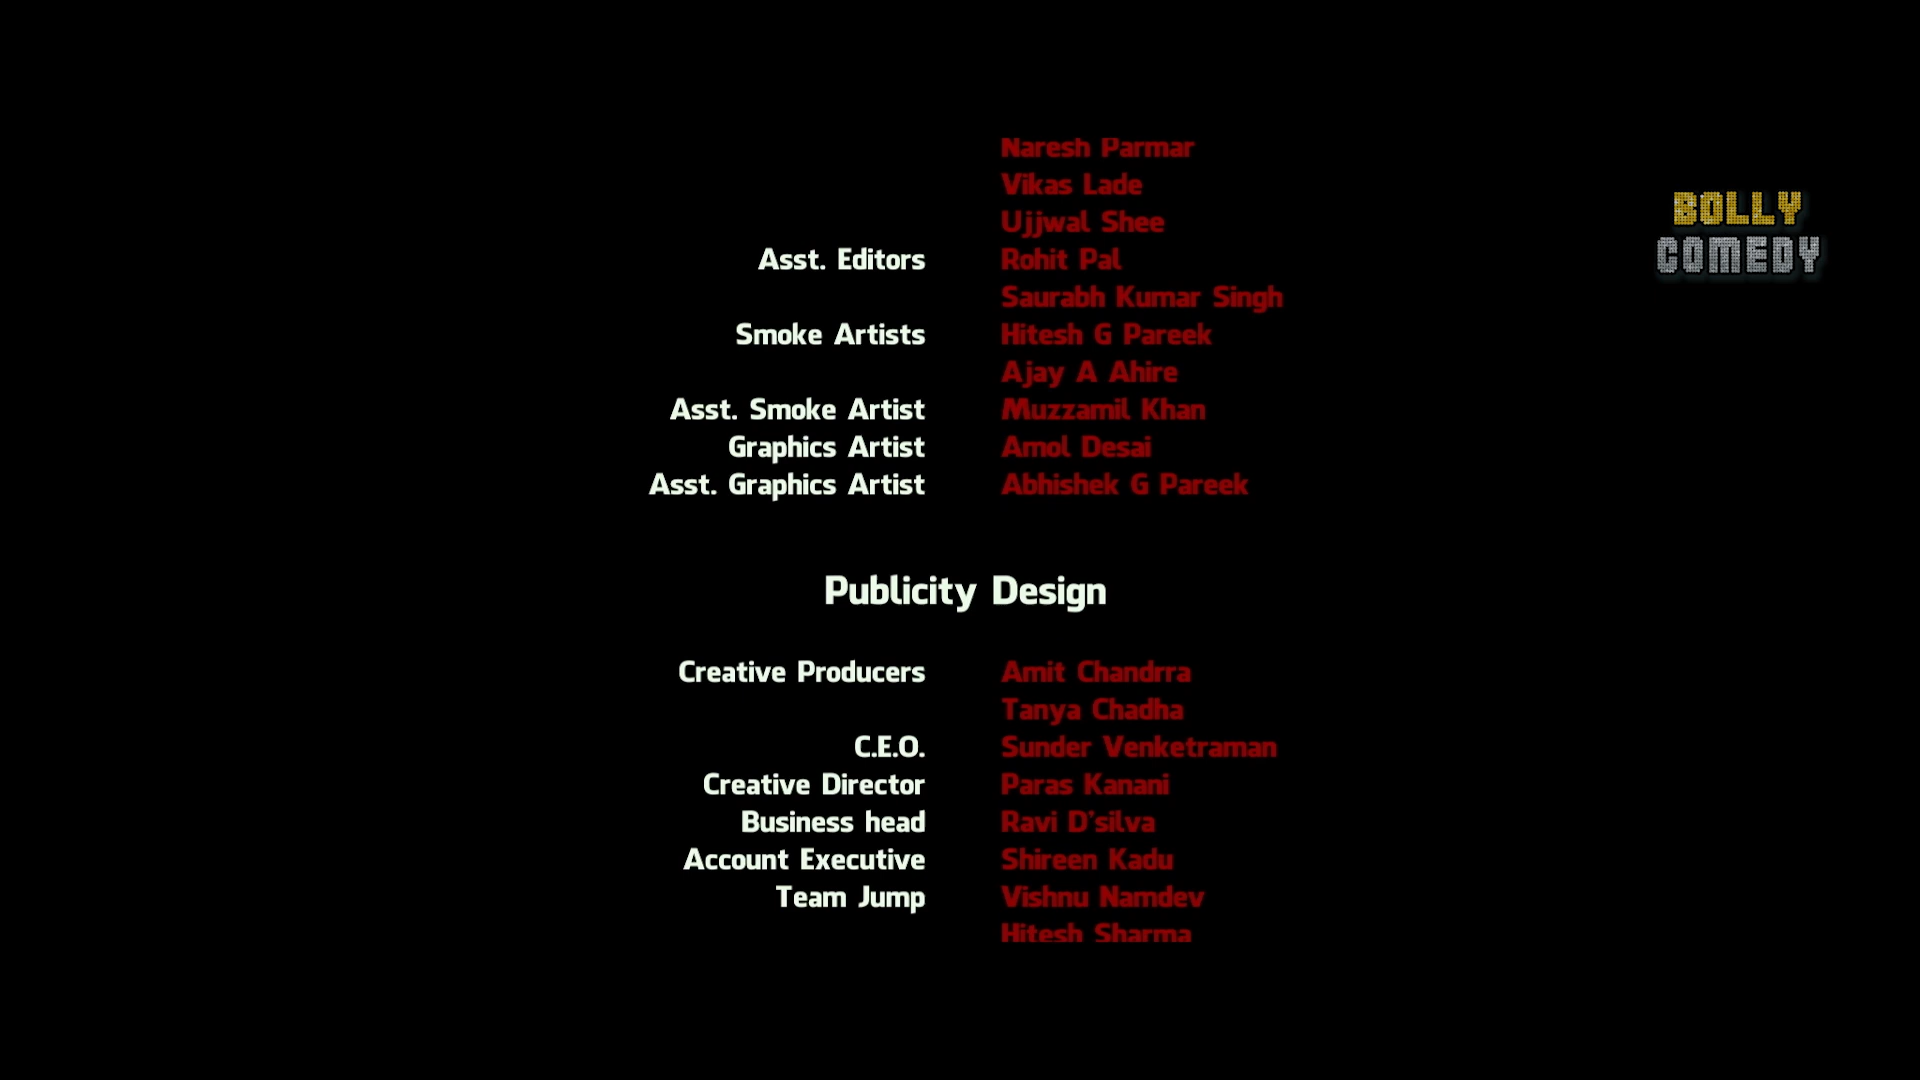 Naresh Parmar
Vikas Lade
Ujjwal Shee
Asst. Editors Rohit Pal
Saurabh Kumar Singh
Smoke Artists Hitesh G Pareek
Ajay A Ahire
Asst. Smoke Artist Muzzamil Khan
Graphics Artist Amol Desai
Asst. Graphics Artist Abhishek G Pareek
Publicity Design
Creative Producers Amit Chandrra
Tanya Chadha
C.E.O. Sunder Venketraman
Creative Director Paras Kanani
Business head Ravi D'silva
Account Executive Shireen Kadu
Team Jump Vishnu Namdev
Hitesh Sharma
BOLLY
COMEDY